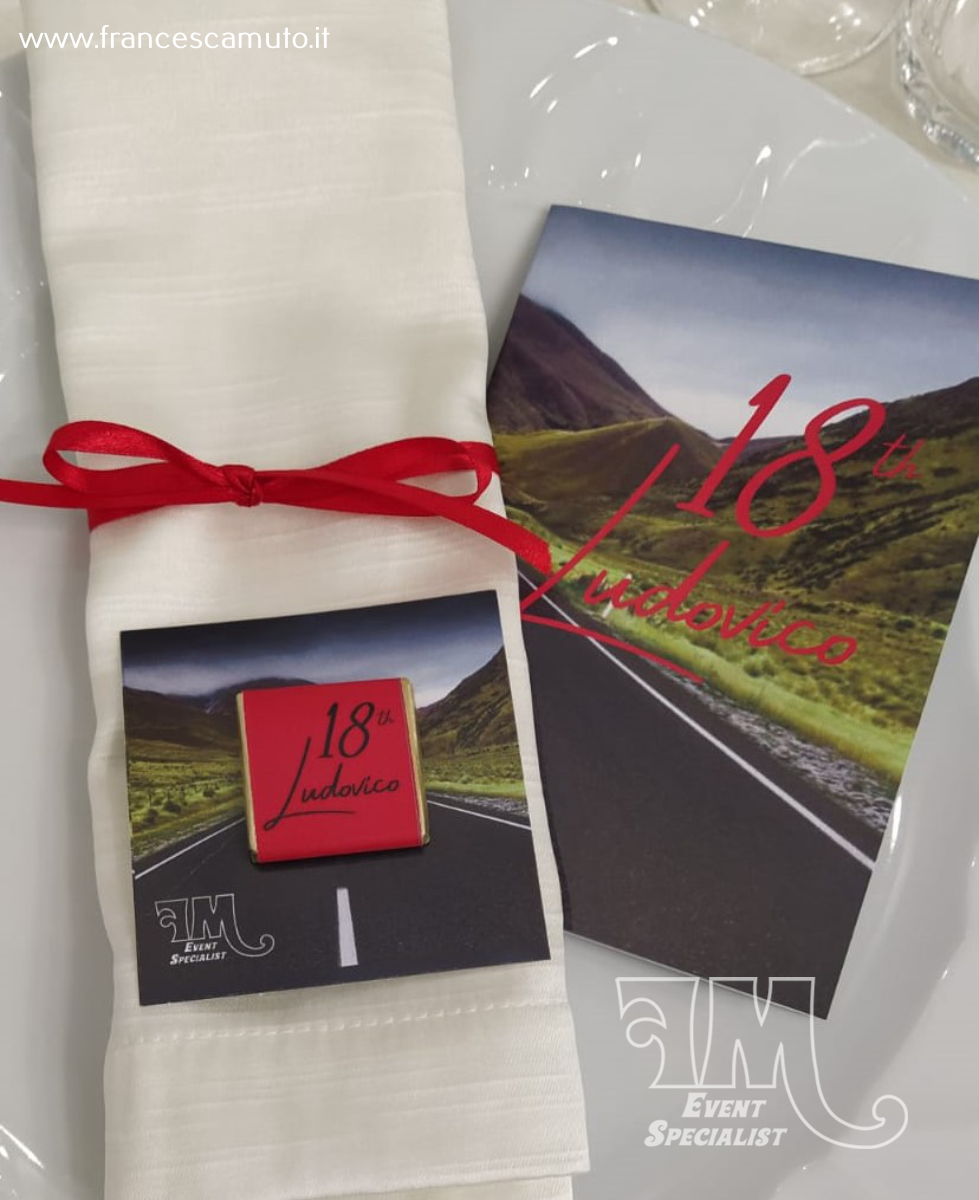 www.francescamuto.it
18th
Ludovico
18th
Ludovico
FM
EVENT
SPECIALIST
FM
EVENT
SPECIALIST